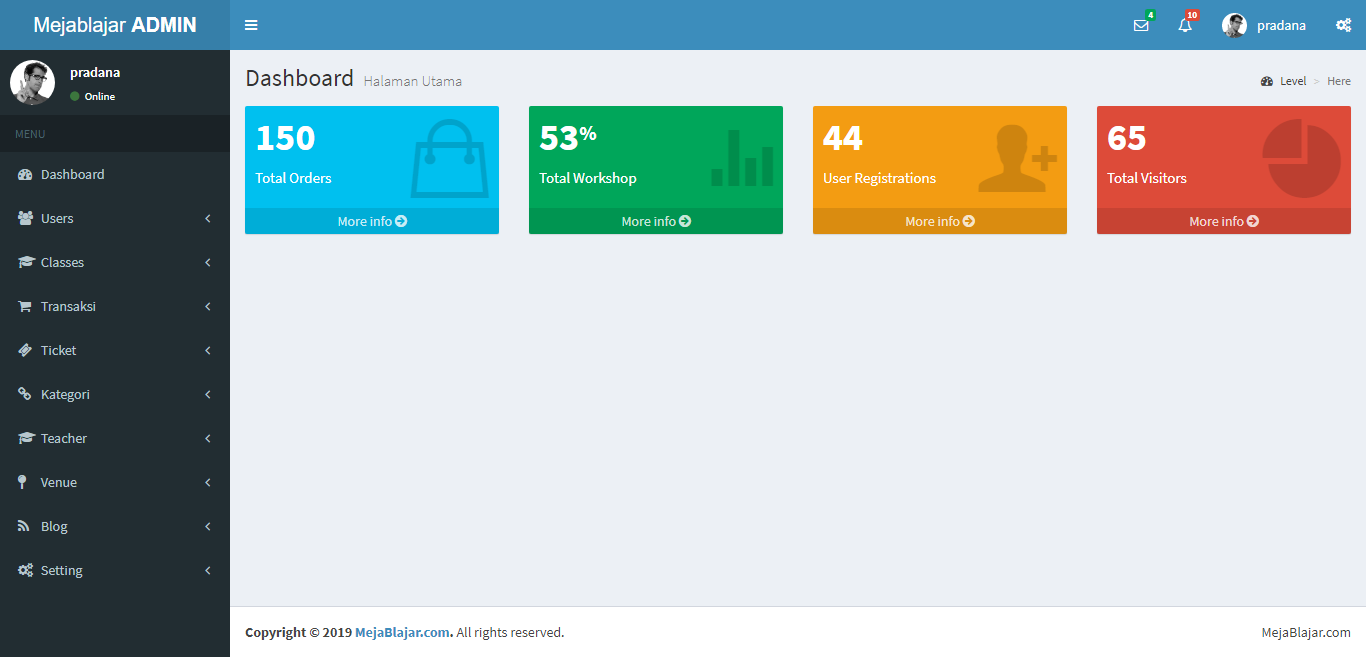 Mejablajar ADMIN
4
10
pradana
pradana
Online
MENU
Dashboard
Users
Classes
Transaksi
Ticket
Kategori
Teacher
Venue
Blog
Setting
Dashboard Halaman Utama
Level > Here
150
Total Orders
More info
53%
Total Workshop
More info
44
User Registrations
More info
65
Total Visitors
More info
Copyright © 2019 MejaBlajar.com. All rights reserved.
MejaBlajar.com